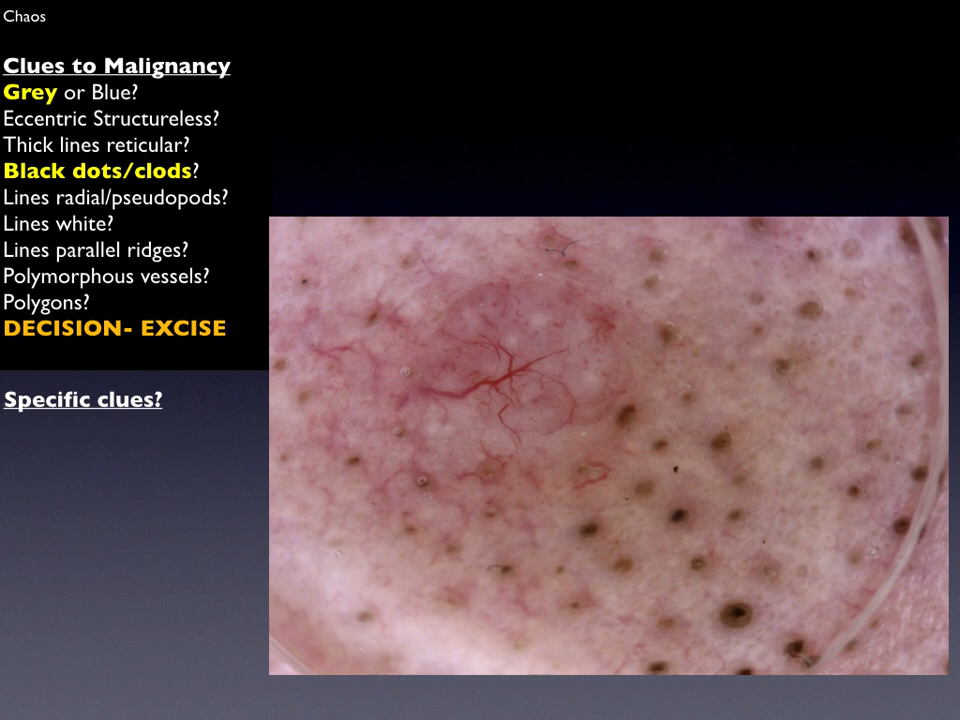 Chaos
Clues to Malignancy
Grey or Blue?
Eccentric Structureless?
Thick lines reticular?
Black dots/clods?
Lines radial/pseudopods?
Lines white?
Lines parallel ridges?
Polymorphous vessels?
Polygons?
DECISION- EXCISE
Specific clues?